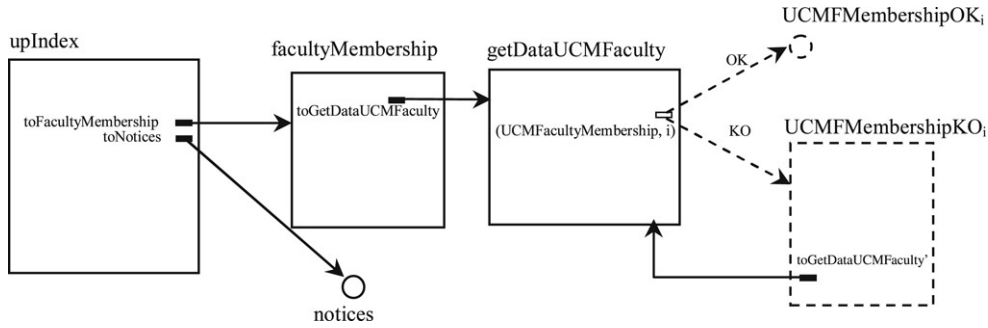 UCMFMembershipOKᵢ
upIndex
facultyMembership
getDataUCMFaculty
OK
toGetDataUCMFaculty
toFacultyMembership
toNotices
(UCMFacultyMembership, i)
KO
UCMFMembershipKOᵢ
toGetDataUCMFaculty'
notices